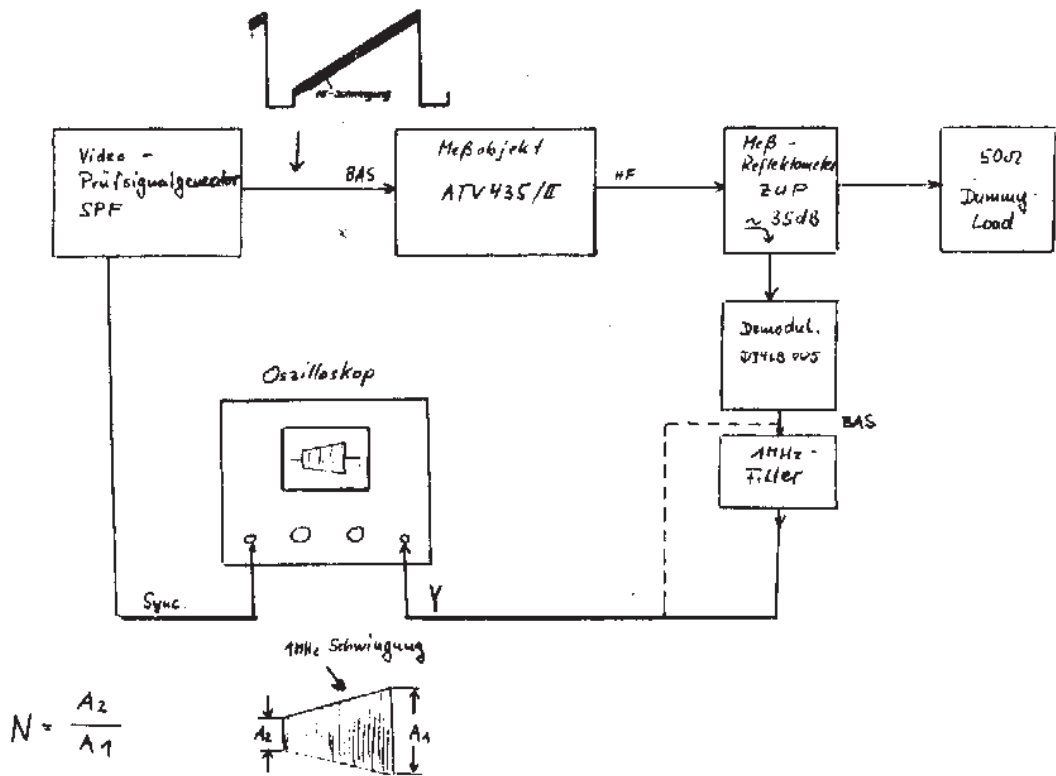 HF-Schwingung
Video -
Prüfsignalgenerator
SPF
BAS
Meßobjekt
ATV 435/II
HF
Meß-
Reflektometer
ZUP
~ 35dB
50Ω
Dummy-
Load
Demodul.
BAS
1MHz-
Filter
Oszilloskop
Sync.
Y
1MHz Schwingung
N = A2 / A1
A2
A1